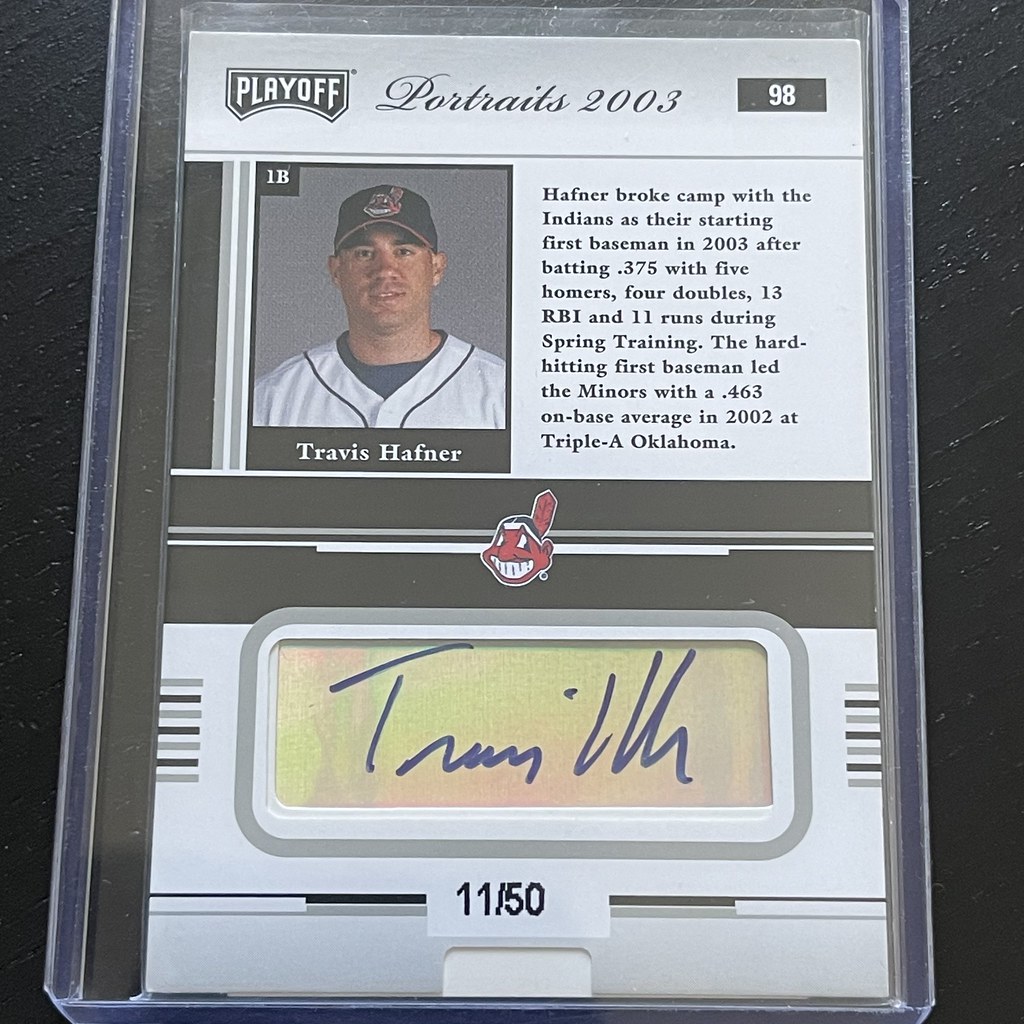 PLAYOFF
Portraits 2003
98
1B
Hafner broke camp with the
Indians as their starting
first baseman in 2003 after
batting .375 with five
homers, four doubles, 13
RBI and 11 runs during
Spring Training. The hard-
hitting first baseman led
the Minors with a .463
on-base average in 2002 at
Triple-A Oklahoma.
Travis Hafner
11/50